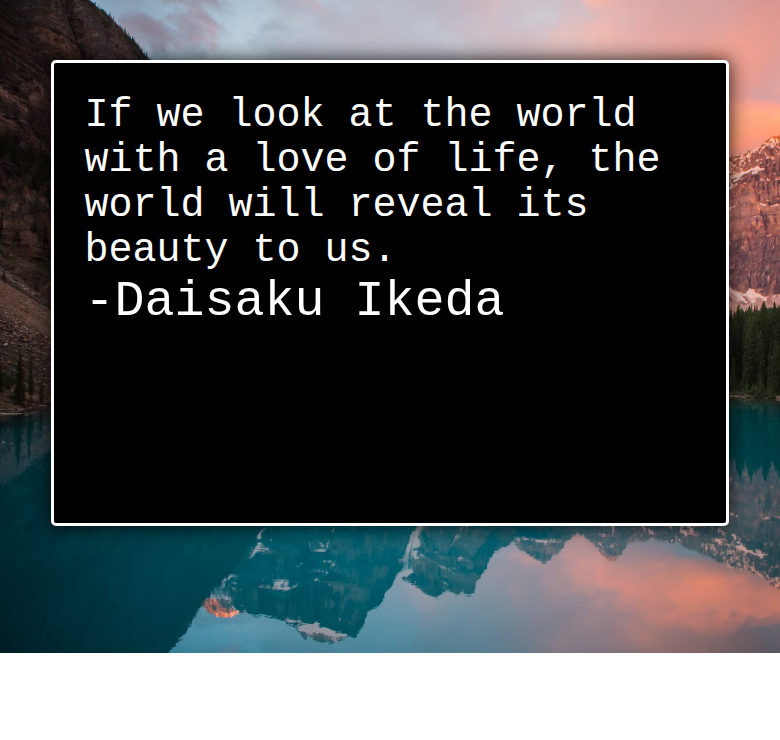 If we look at the world
with a love of life, the
world will reveal its
beauty to us.
-Daisaku Ikeda